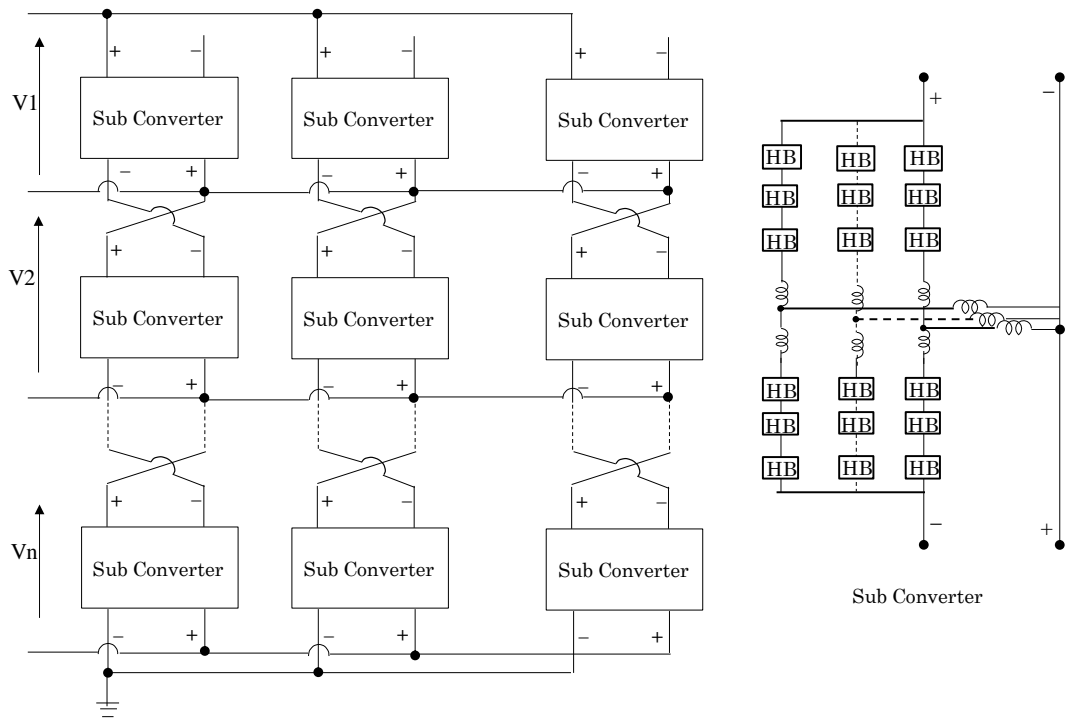 + − + − + −
V1
Sub Converter Sub Converter Sub Converter
− + − + − +
+ − + − + −
V2
Sub Converter Sub Converter Sub Converter
− + − + − +
+ − + − + −
Vn
Sub Converter Sub Converter Sub Converter
− + − + − +
+ −
HB HB HB
HB HB HB
HB HB HB
HB HB HB
HB HB HB
HB HB HB
− +
Sub Converter